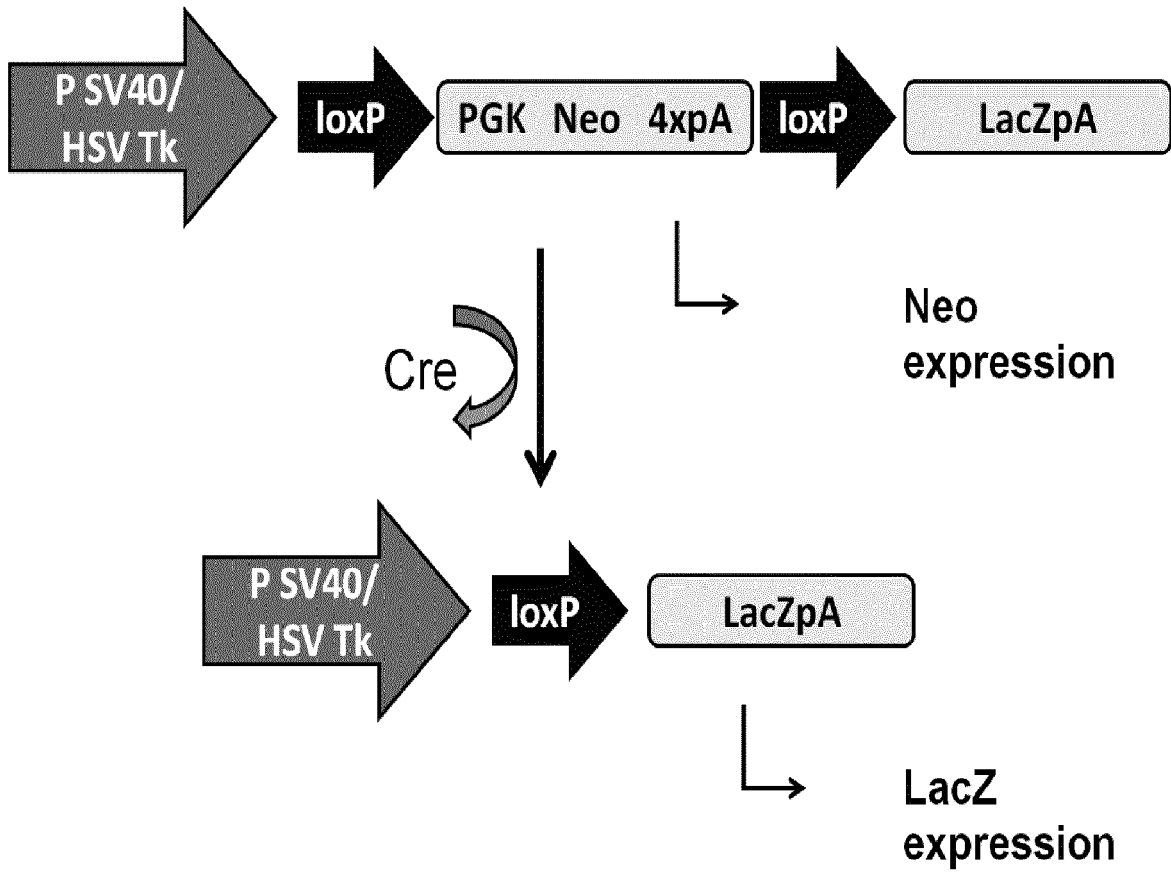 P SV40/
HSV Tk
loxP
PGK Neo 4xpA
loxP
LacZpA
Neo
expression
Cre
P SV40/
HSV Tk
loxP
LacZpA
LacZ
expression